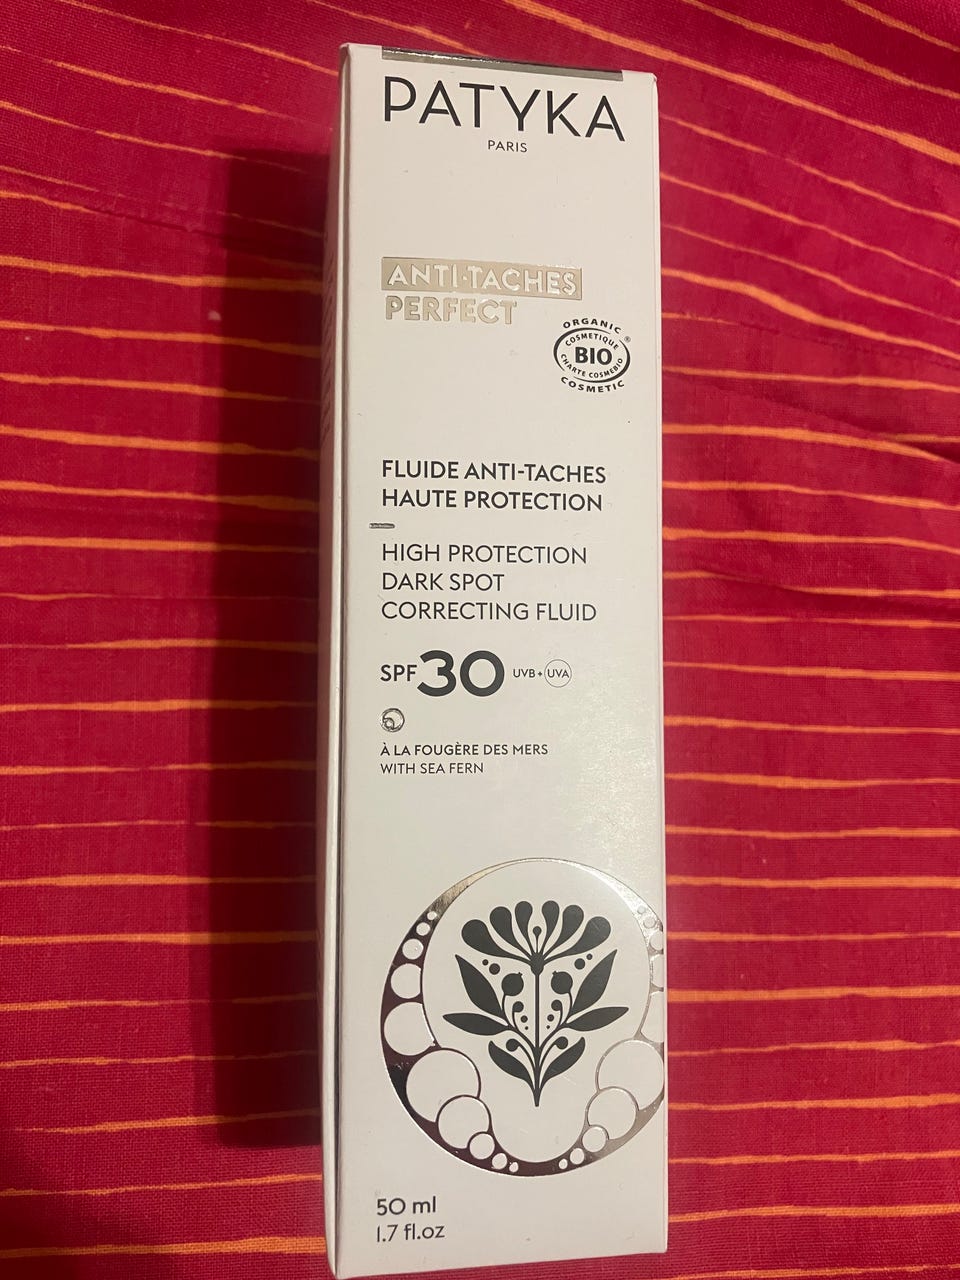 PATYKA
PARIS
ANTI-TACHES
PERFECT
ORGANIC
COSMETIQUE
BIO
CHARTE COSMEBIO
COSMETIC
®
FLUIDE ANTI-TACHES
HAUTE PROTECTION
HIGH PROTECTION
DARK SPOT
CORRECTING FLUID
SPF30 UVB+UVA
À LA FOUGÈRE DES MERS
WITH SEA FERN
50 ml
1.7 fl.oz